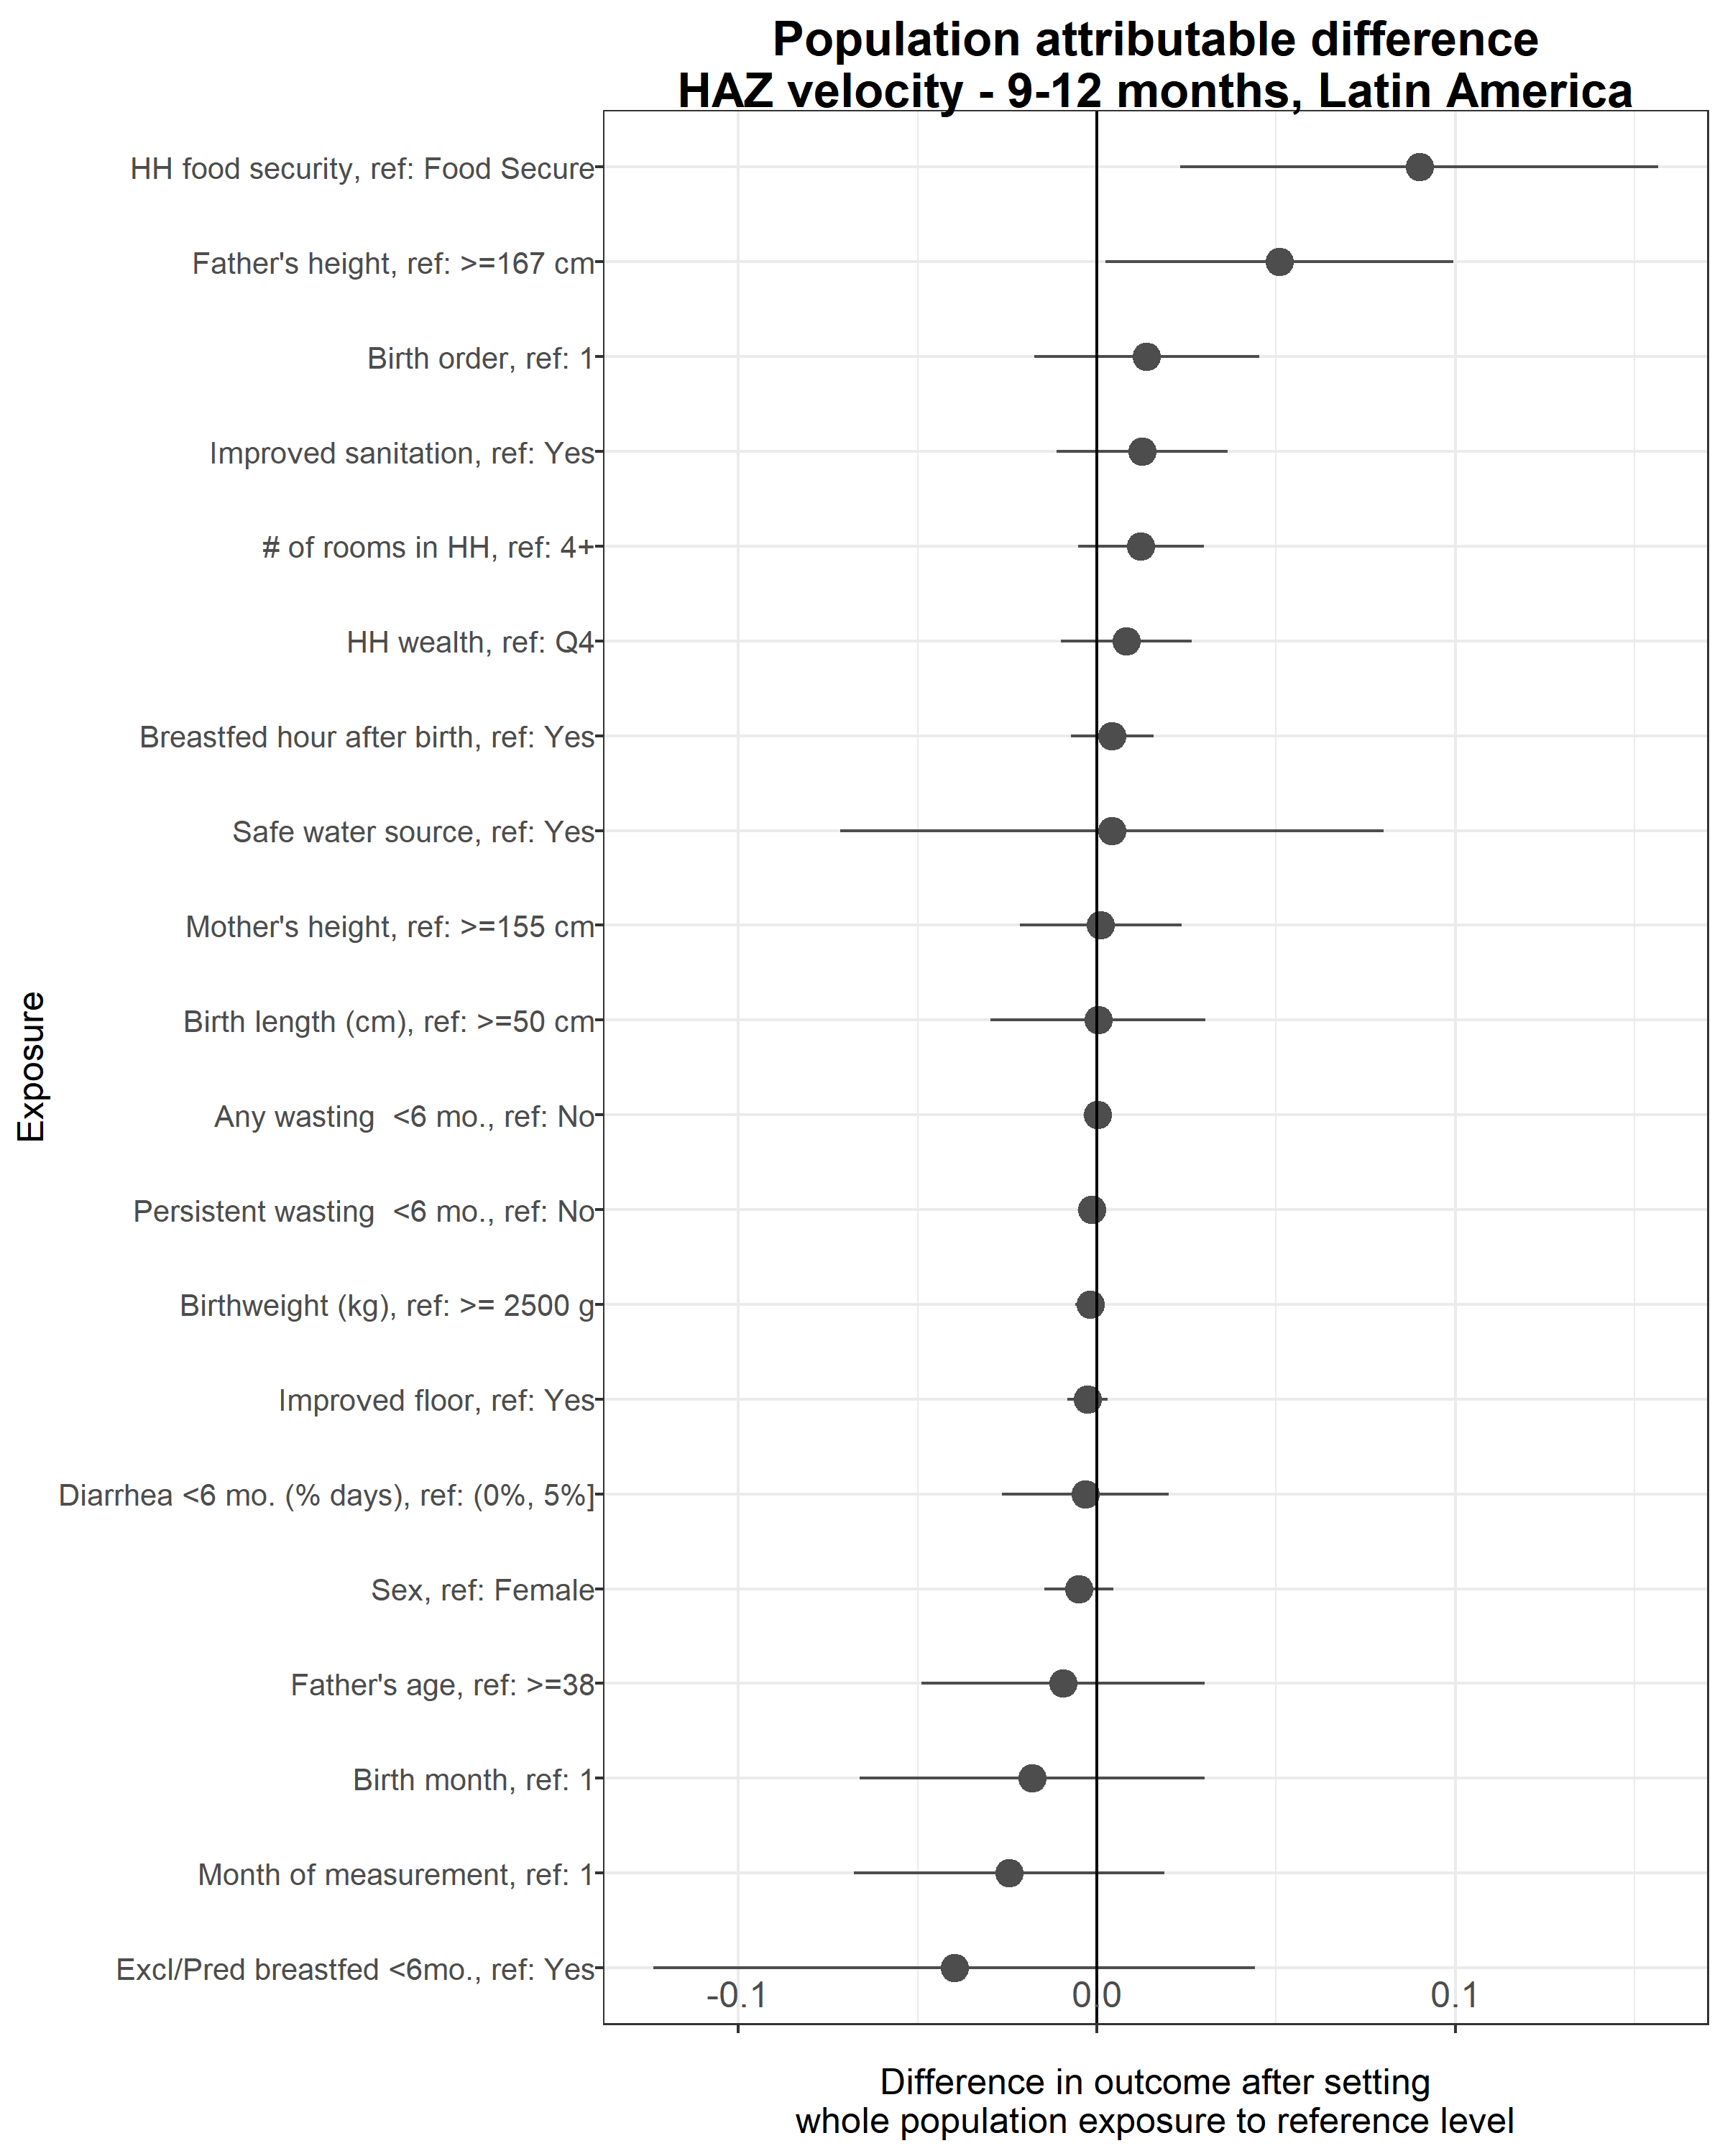 Population attributable difference
HAZ velocity - 9-12 months, Latin America
HH food security, ref: Food Secure
Father's height, ref: >=167 cm
Birth order, ref: 1
Improved sanitation, ref: Yes
# of rooms in HH, ref: 4+
HH wealth, ref: Q4
Breastfed hour after birth, ref: Yes
Safe water source, ref: Yes
Mother's height, ref: >=155 cm
Birth length (cm), ref: >=50 cm
Any wasting  <6 mo., ref: No
Persistent wasting  <6 mo., ref: No
Birthweight (kg), ref: >= 2500 g
Improved floor, ref: Yes
Diarrhea <6 mo. (% days), ref: (0%, 5%]
Sex, ref: Female
Father's age, ref: >=38
Birth month, ref: 1
Month of measurement, ref: 1
Excl/Pred breastfed <6mo., ref: Yes
Exposure
-0.1 0.0 0.1
Difference in outcome after setting
whole population exposure to reference level